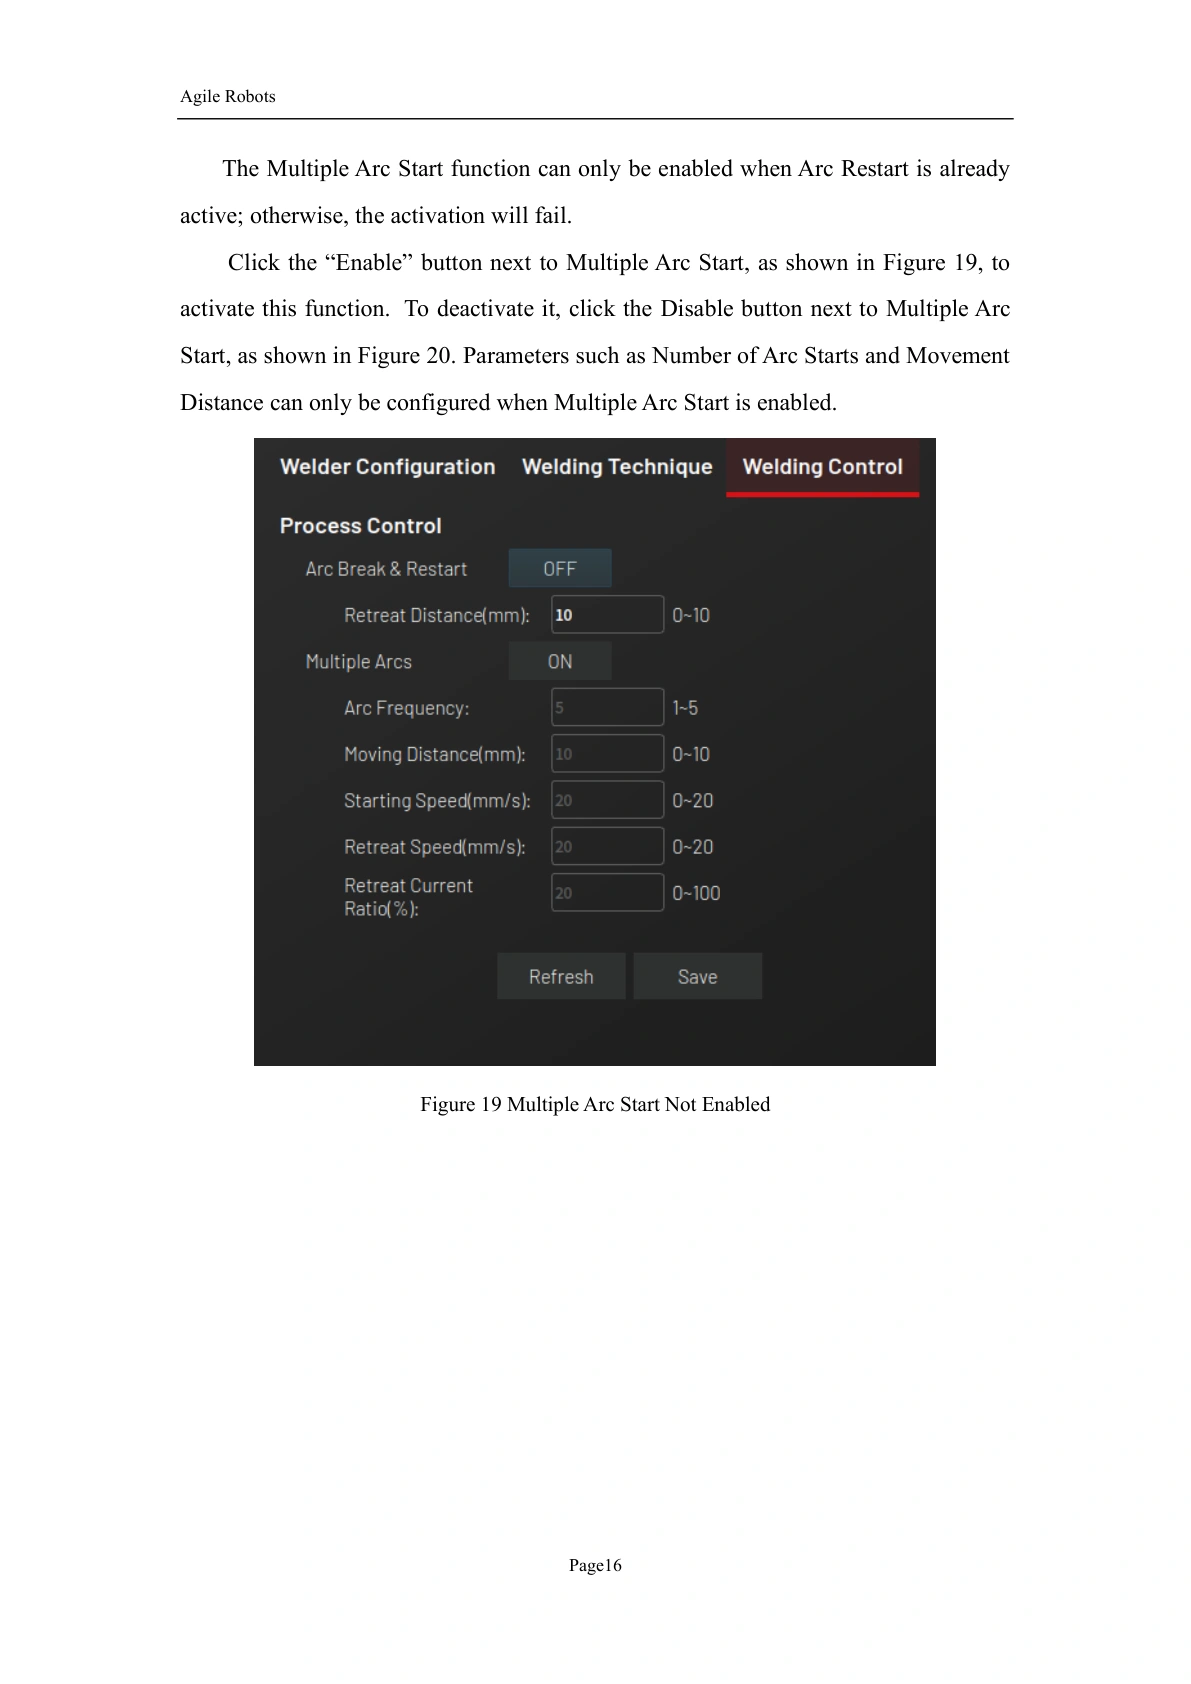 Agile Robots
The Multiple Arc Start function can only be enabled when Arc Restart is already
active; otherwise, the activation will fail.
Click the “Enable” button next to Multiple Arc Start, as shown in Figure 19, to
activate this function.  To deactivate it, click the Disable button next to Multiple Arc
Start, as shown in Figure 20. Parameters such as Number of Arc Starts and Movement
Distance can only be configured when Multiple Arc Start is enabled.
Welder Configuration Welding Technique Welding Control
Process Control
Arc Break & Restart OFF
Retreat Distance(mm): 10 0~10
Multiple Arcs ON
Arc Frequency: 5 1~5
Moving Distance(mm): 10 0~10
Starting Speed(mm/s): 20 0~20
Retreat Speed(mm/s): 20 0~20
Retreat Current
Ratio(%): 20 0~100
Refresh Save
Figure 19 Multiple Arc Start Not Enabled
Page16